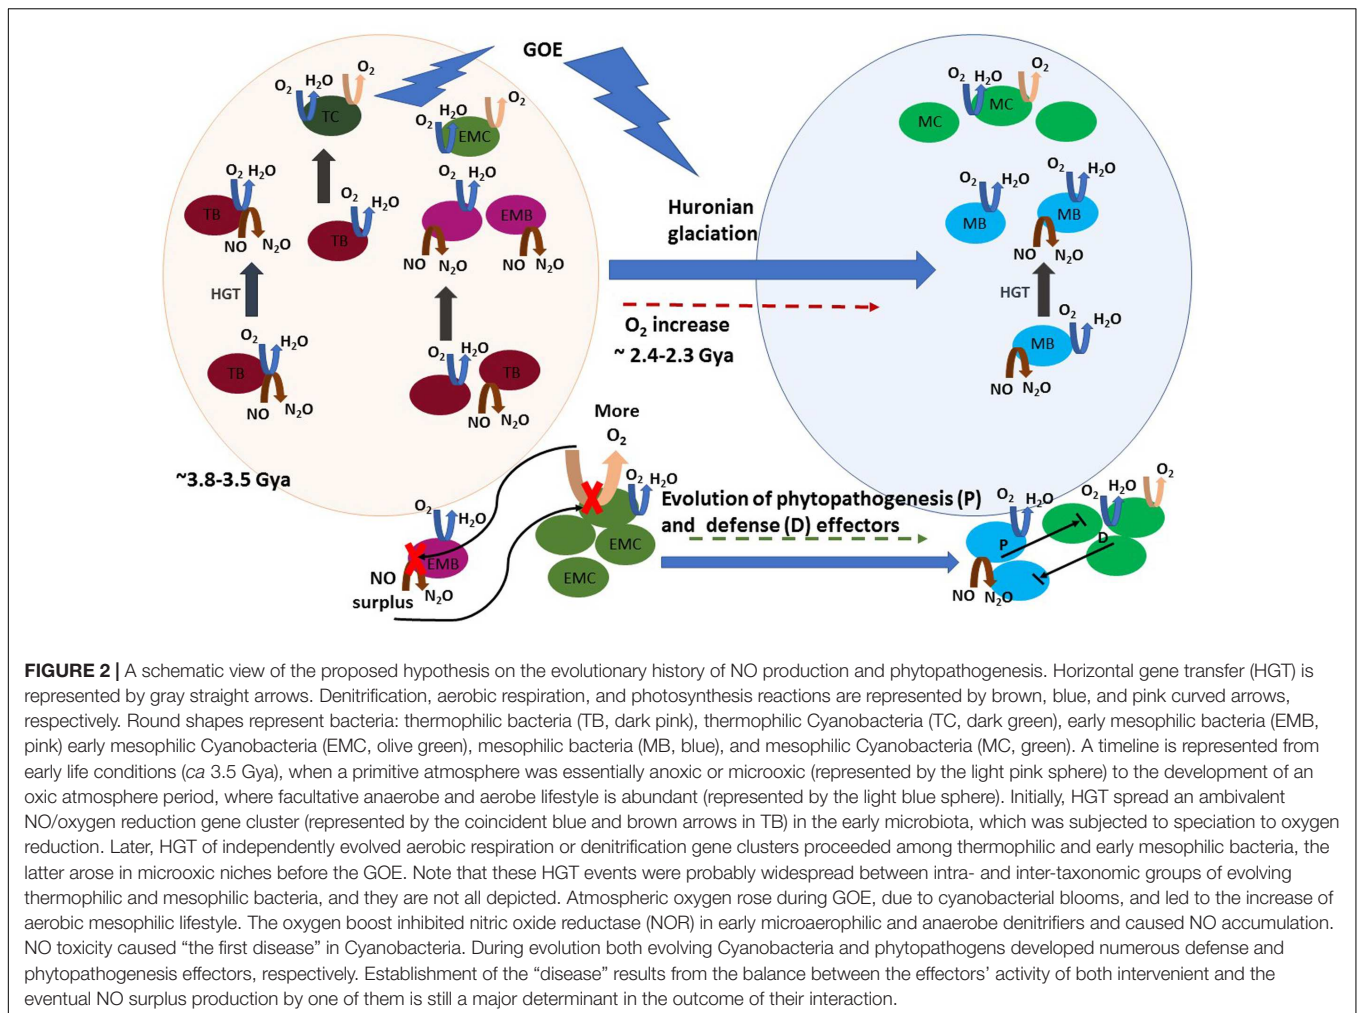 GOE
O2
H2O
O2
TC
O2
H2O
O2
EMC
O2 H2O
TB
NO
N2O
O2
H2O
TB
O2
H2O
EMB
NO
N2O
NO
N2O
HGT
O2
H2O
TB
NO
N2O
O2
H2O
TB
NO
N2O
~3.8-3.5 Gya
Huronian
glaciation
O2 increase
~ 2.4-2.3 Gya
O2
H2O
O2
MC
MC
O2
H2O
MB
O2
H2O
MB
NO
N2O
HGT
O2
H2O
MB
NO
N2O
More
O2
O2
H2O
EMC
EMC
O2
H2O
EMB
NO
surplus
N2O
Evolution of phytopathogenesis (P)
and defense (D) effectors
O2
H2O
P
NO
N2O
O2
H2O
O2
D
FIGURE 2 | A schematic view of the proposed hypothesis on the evolutionary history of NO production and phytopathogenesis. Horizontal gene transfer (HGT) is
represented by gray straight arrows. Denitrification, aerobic respiration, and photosynthesis reactions are represented by brown, blue, and pink curved arrows,
respectively. Round shapes represent bacteria: thermophilic bacteria (TB, dark pink), thermophilic Cyanobacteria (TC, dark green), early mesophilic bacteria (EMB,
pink) early mesophilic Cyanobacteria (EMC, olive green), mesophilic bacteria (MB, blue), and mesophilic Cyanobacteria (MC, green). A timeline is represented from
early life conditions (ca 3.5 Gya), when a primitive atmosphere was essentially anoxic or microoxic (represented by the light pink sphere) to the development of an
oxic atmosphere period, where facultative anaerobe and aerobe lifestyle is abundant (represented by the light blue sphere). Initially, HGT spread an ambivalent
NO/oxygen reduction gene cluster (represented by the coincident blue and brown arrows in TB) in the early microbiota, which was subjected to speciation to oxygen
reduction. Later, HGT of independently evolved aerobic respiration or denitrification gene clusters proceeded among thermophilic and early mesophilic bacteria, the
latter arose in microoxic niches before the GOE. Note that these HGT events were probably widespread between intra- and inter-taxonomic groups of evolving
thermophilic and mesophilic bacteria, and they are not all depicted. Atmospheric oxygen rose during GOE, due to cyanobacterial blooms, and led to the increase of
aerobic mesophilic lifestyle. The oxygen boost inhibited nitric oxide reductase (NOR) in early microaerophilic and anaerobe denitrifiers and caused NO accumulation.
NO toxicity caused “the first disease” in Cyanobacteria. During evolution both evolving Cyanobacteria and phytopathogens developed numerous defense and
phytopathogenesis effectors, respectively. Establishment of the “disease” results from the balance between the effectors’ activity of both intervenient and the
eventual NO surplus production by one of them is still a major determinant in the outcome of their interaction.